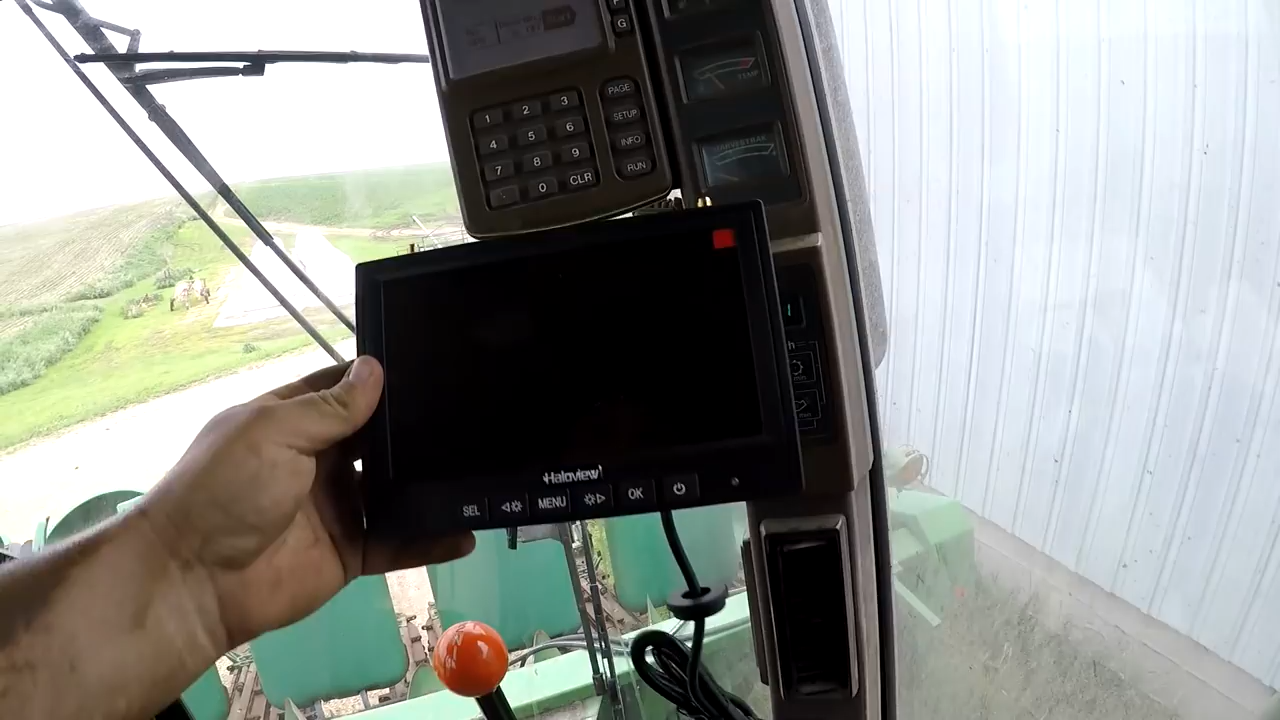 G
1 2 3 PAGE
4 5 6 SETUP
7 8 9 INFO
0 CLR RUN
TEMP
HARVESTRAK
h
min
Haloview
SEL MENU OK